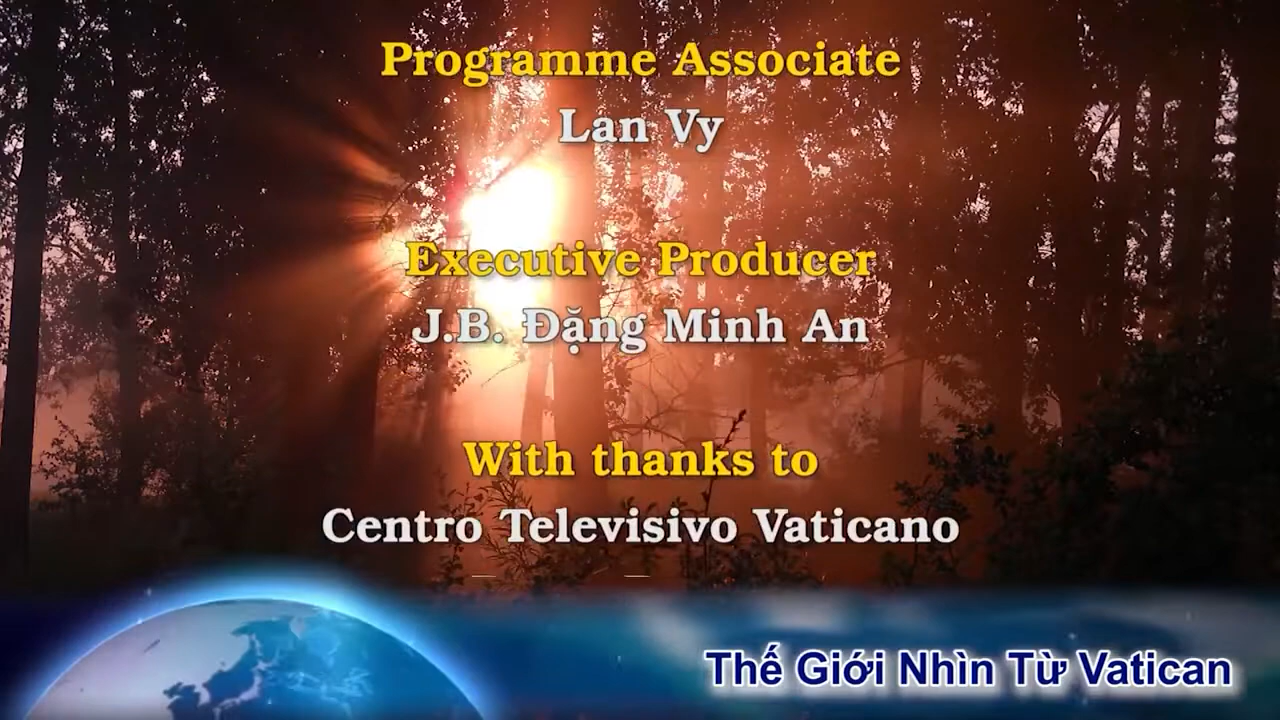 Programme Associate
Lan Vy
Executive Producer
J.B. Đặng Minh An
With thanks to
Centro Televisivo Vaticano
Thế Giới Nhìn Từ Vatican